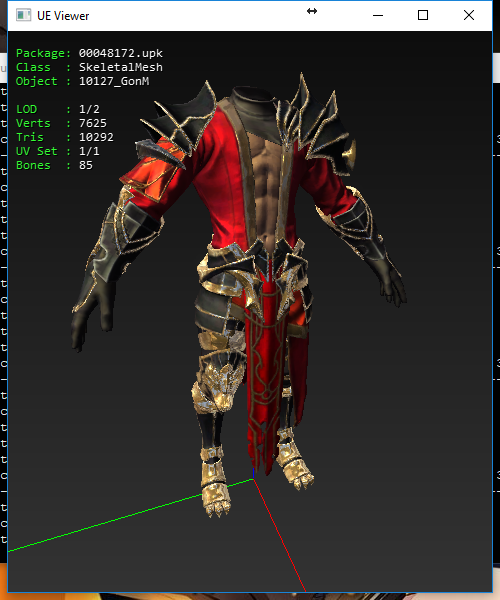 UE Viewer
Package: 00048172.upk
Class : SkeletalMesh
Object : 10127_GonM
LOD : 1/2
Verts : 7625
Tris : 10292
UV Set : 1/1
Bones : 85